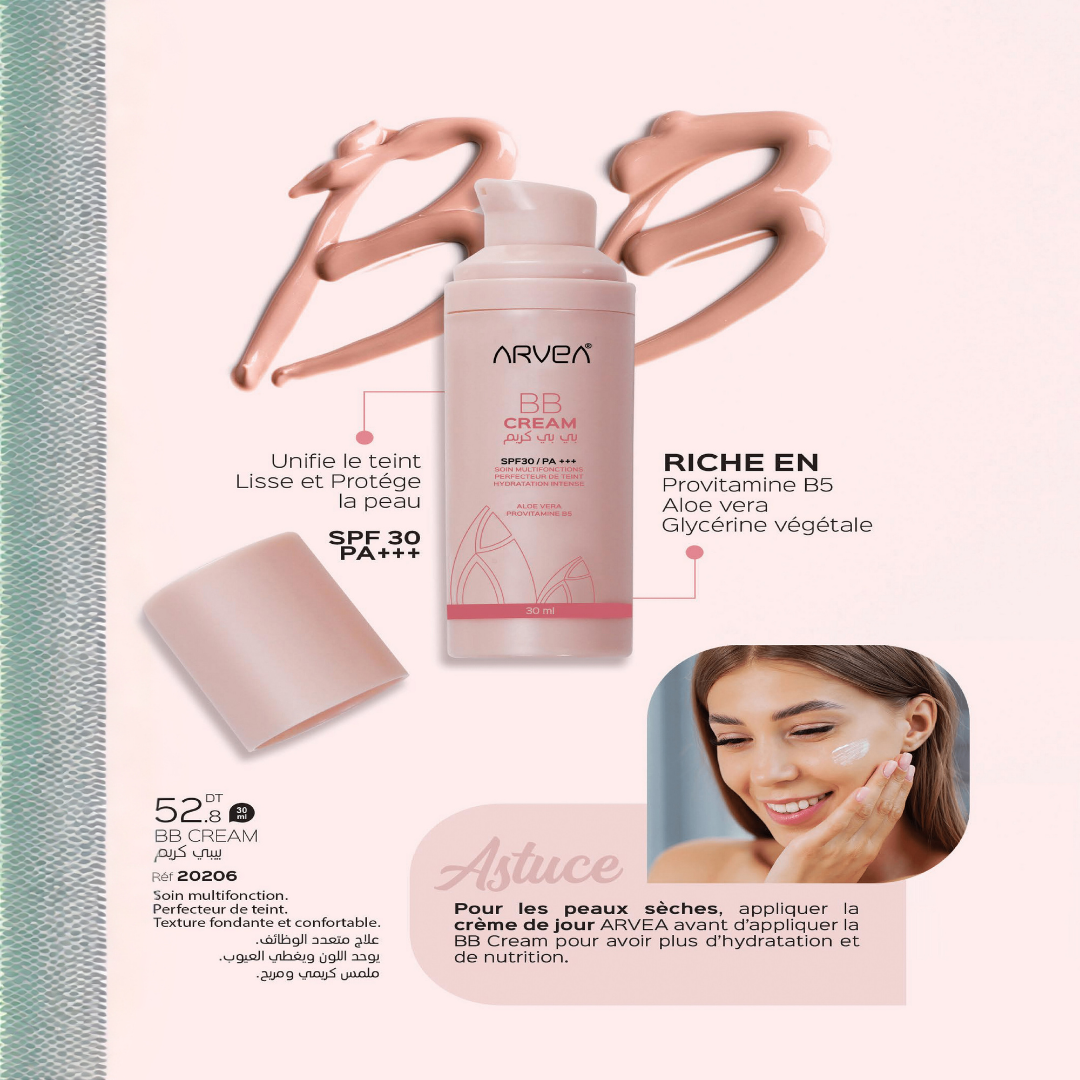 BB
ARVEA®
BB
CREAM
بي بي كريم
SPF30 / PA +++
SOIN MULTIFONCTIONS
PERFECTEUR DE TEINT
HYDRATATION INTENSE
ALOE VERA
PROVITAMINE B5
30 ml
Unifie le teint
Lisse et Protége
la peau
SPF 30
PA+++
RICHE EN
Provitamine B5
Aloe vera
Glycérine végétale
52.8 DT 30 ml
BB CREAM
بيبي كريم
Réf 20206
Soin multifonction.
Perfecteur de teint.
Texture fondante et confortable.
علاج متعدد الوظائف.
يوحد اللون ويغطي العيوب.
ملمس كريمي ومريح.
Astuce
Pour les peaux sèches, appliquer la
crème de jour ARVEA avant d’appliquer la
BB Cream pour avoir plus d’hydratation et
de nutrition.